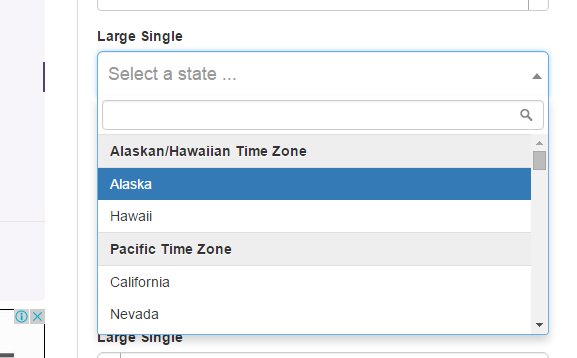 Large Single
Select a state ...
Alaskan/Hawaiian Time Zone
Alaska
Hawaii
Pacific Time Zone
California
Nevada
Large Single